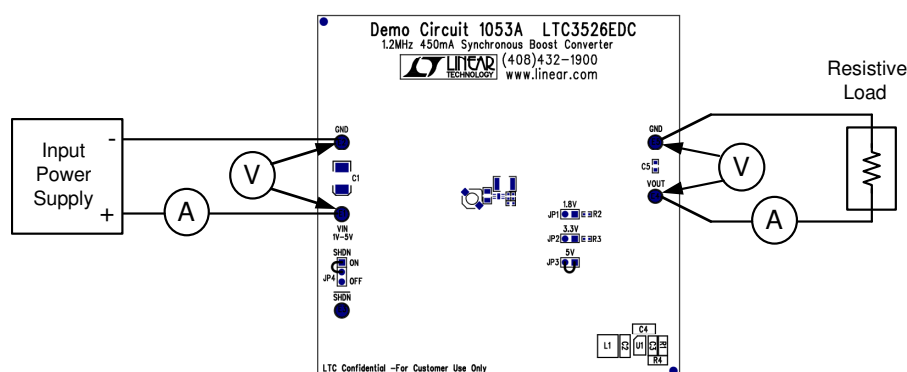 Demo Circuit 1053A LTC3526EDC
1.2MHz 450mA Synchronous Boost Converter
LT LINEAR TECHNOLOGY (408)432-1900
www.linear.com
Resistive
Load
Input
Power
Supply
-
+
A
V
GND
C1
VIN
1V-5V
SHDN
ON
JP4
OFF
SHDN
1.8V
JP1 R2
3.3V
JP2 R3
5V
JP3
GND
C5
VOUT
V
A
C4
L1 C2 U1 C3 R1
R4
LTC Confidential -For Customer Use Only